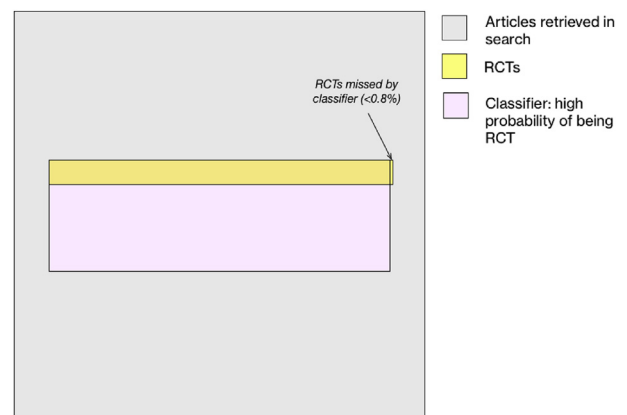 Articles retrieved in
search
RCTs missed by
classifier (<0.8%)
RCTs
Classifier: high
probability of being
RCT